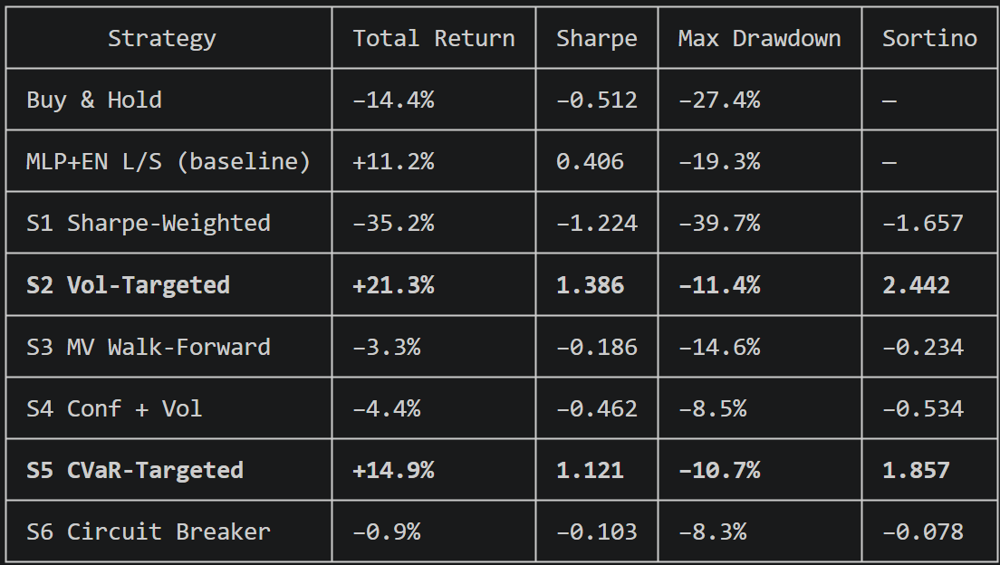 Strategy Total Return Sharpe Max Drawdown Sortino
Buy & Hold −14.4% −0.512 −27.4% —
MLP+EN L/S (baseline) +11.2% 0.406 −19.3% —
S1 Sharpe-Weighted −35.2% −1.224 −39.7% −1.657
S2 Vol-Targeted +21.3% 1.386 −11.4% 2.442
S3 MV Walk-Forward −3.3% −0.186 −14.6% −0.234
S4 Conf + Vol −4.4% −0.462 −8.5% −0.534
S5 CVaR-Targeted +14.9% 1.121 −10.7% 1.857
S6 Circuit Breaker −0.9% −0.103 −8.3% −0.078